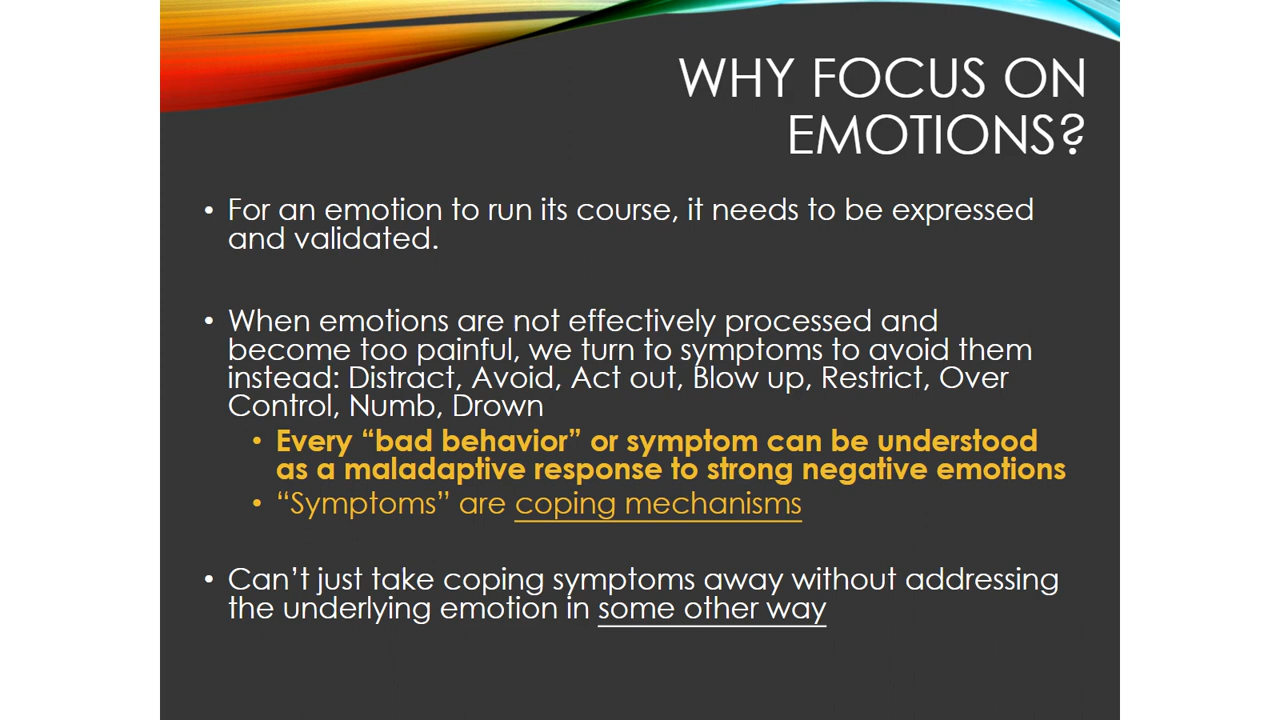 WHY FOCUS ON
EMOTIONS?
• For an emotion to run its course, it needs to be expressed
and validated.
• When emotions are not effectively processed and
become too painful, we turn to symptoms to avoid them
instead: Distract, Avoid, Act out, Blow up, Restrict, Over
Control, Numb, Drown
• Every “bad behavior” or symptom can be understood
as a maladaptive response to strong negative emotions
• “Symptoms” are coping mechanisms
• Can’t just take coping symptoms away without addressing
the underlying emotion in some other way